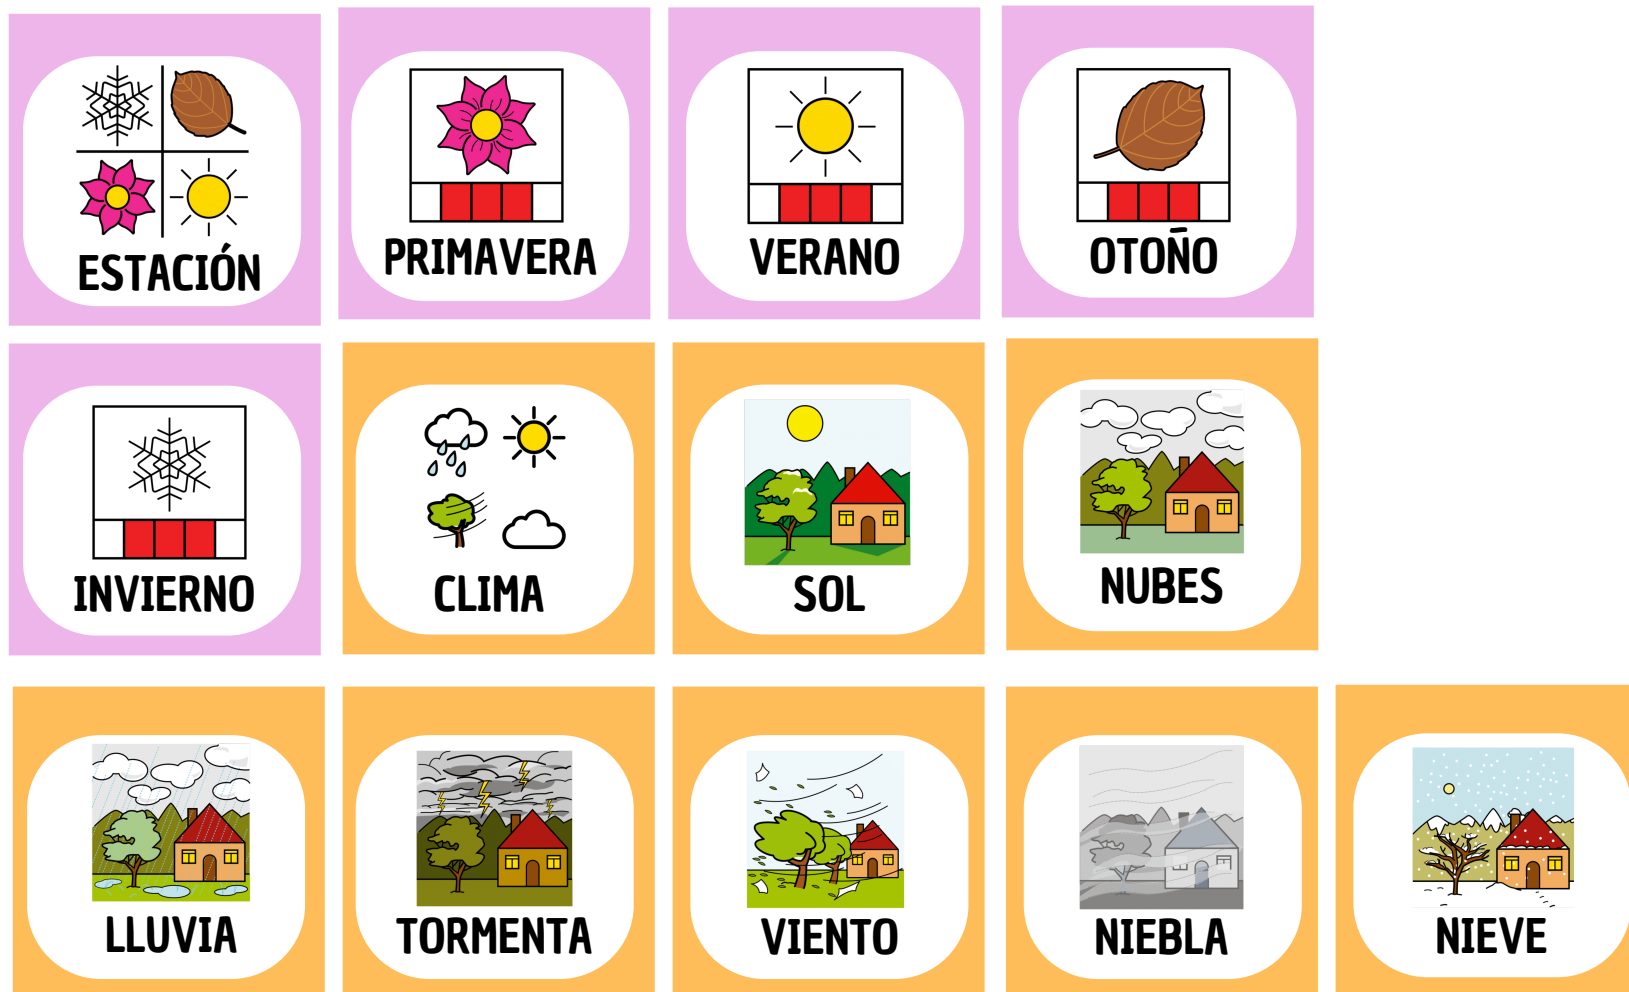 ESTACIÓN
PRIMAVERA
VERANO
OTOÑO
INVIERNO
CLIMA
SOL
NUBES
LLUVIA
TORMENTA
VIENTO
NIEBLA
NIEVE